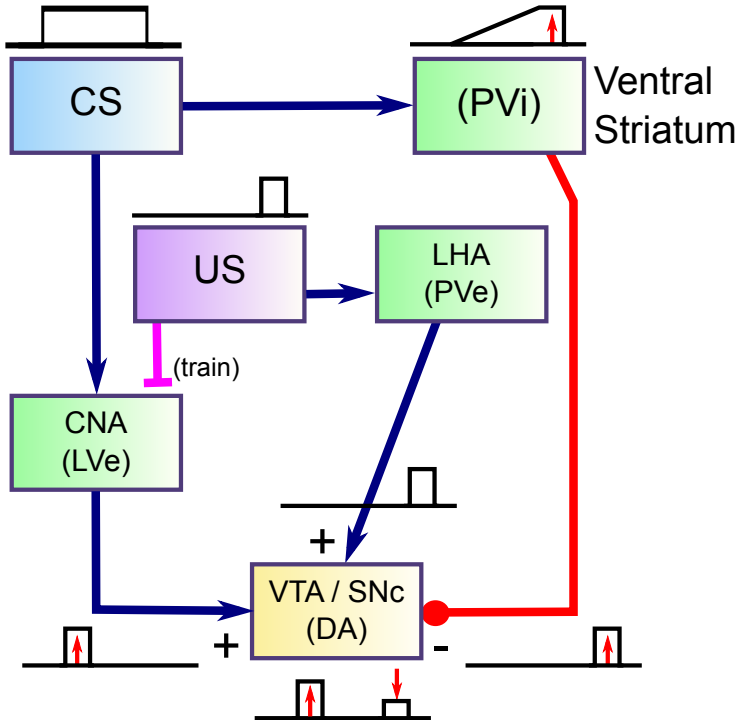 CS
(PVi)
Ventral
Striatum
US
LHA
(PVe)
(train)
CNA
(LVe)
+
VTA / SNc
(DA)
+
-